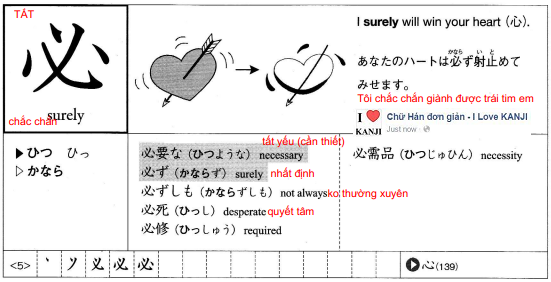 TẤT
必
surely
chắc chắn
I surely will win your heart (心).
あなたのハートは必ず射止めて
かなら い と
みせます。
Tôi chắc chắn giành được trái tim em
I ❤ KANJI
Chữ Hán đơn giản - I Love KANJI
Just now
▶ ひつ ひっ
▷ かなら
tất yếu (cần thiết)
必要な (ひつような) necessary
必ず (かならず) surely nhất định
必ずしも (かならずしも) not always ko thường xuyên
必死 (ひっし) desperate quyết tâm
必修 (ひっしゅう) required
必需品 (ひつじゅひん) necessity
<5> 丶 ソ 义 必 必
心 (139)